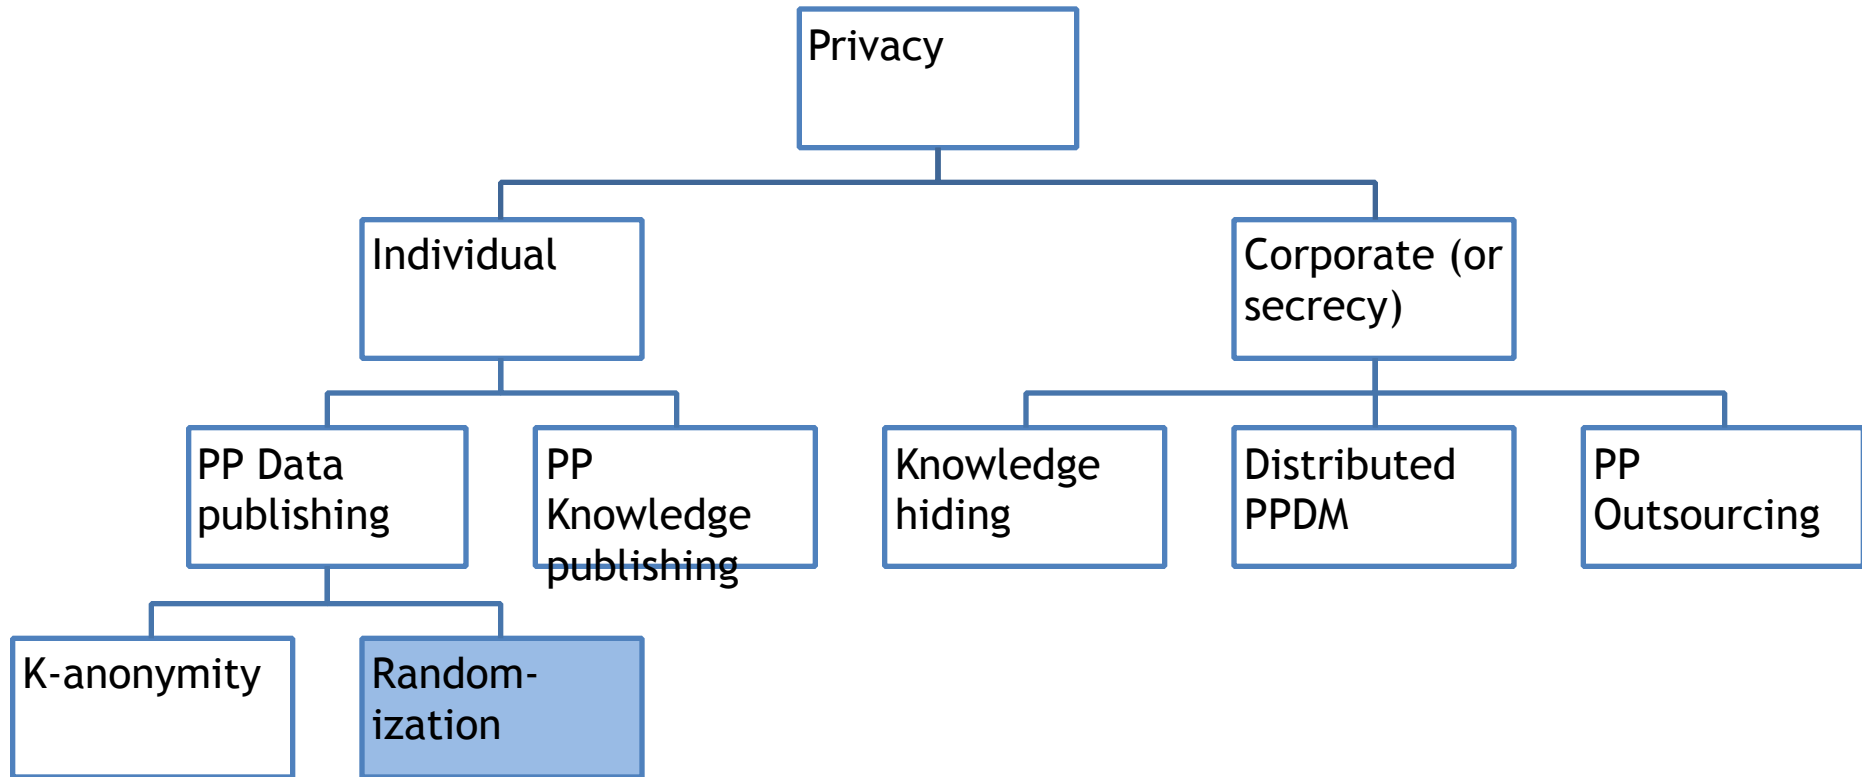 Privacy
Individual
Corporate (or
secrecy)
PP Data
publishing
PP
Knowledge
publishing
Knowledge
hiding
Distributed
PPDM
PP
Outsourcing
K-anonymity
Random-
ization